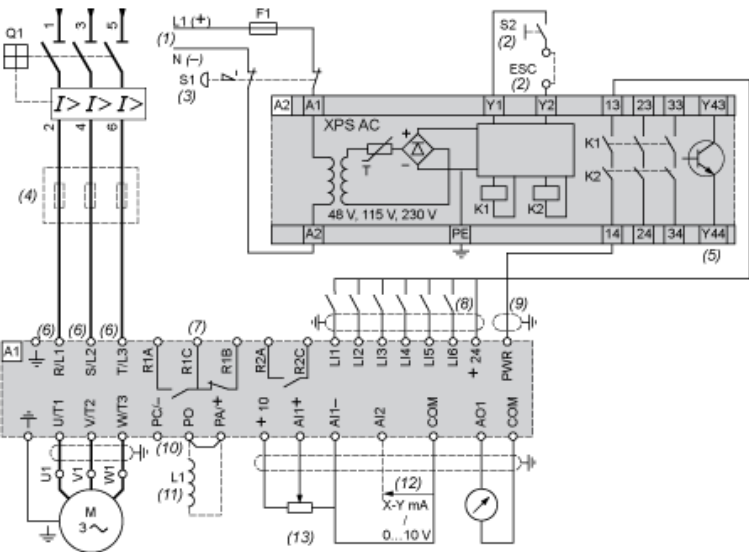 1 3 5
Q1
I> I> I>
2 4 6
(4)
L1 (+) F1
(1)
N (–)
S1
(3)
S2
(2)
ESC
(2)
A2 A1 Y1 Y2 13 23 33 Y43
XPS AC
+
T
–
K1
K2
48 V, 115 V, 230 V
K1 K2
A2 PE 14 24 34 Y44
(5)
(6) (6) (6) (7) (8) (9)
A1
R/L1 S/L2 T/L3 R1A R1C R1B R2A R2C LI1 LI2 LI3 LI4 LI5 LI6 + 24 PWR
U/T1 V/T2 W/T3 PC/– PO PA/+ + 10 AI1+ AI1– AI2 COM AO1 COM
(10)
U1 V1 W1
L1
(11)
M
3 ~
(12)
X-Y mA
/
0...10 V
(13)